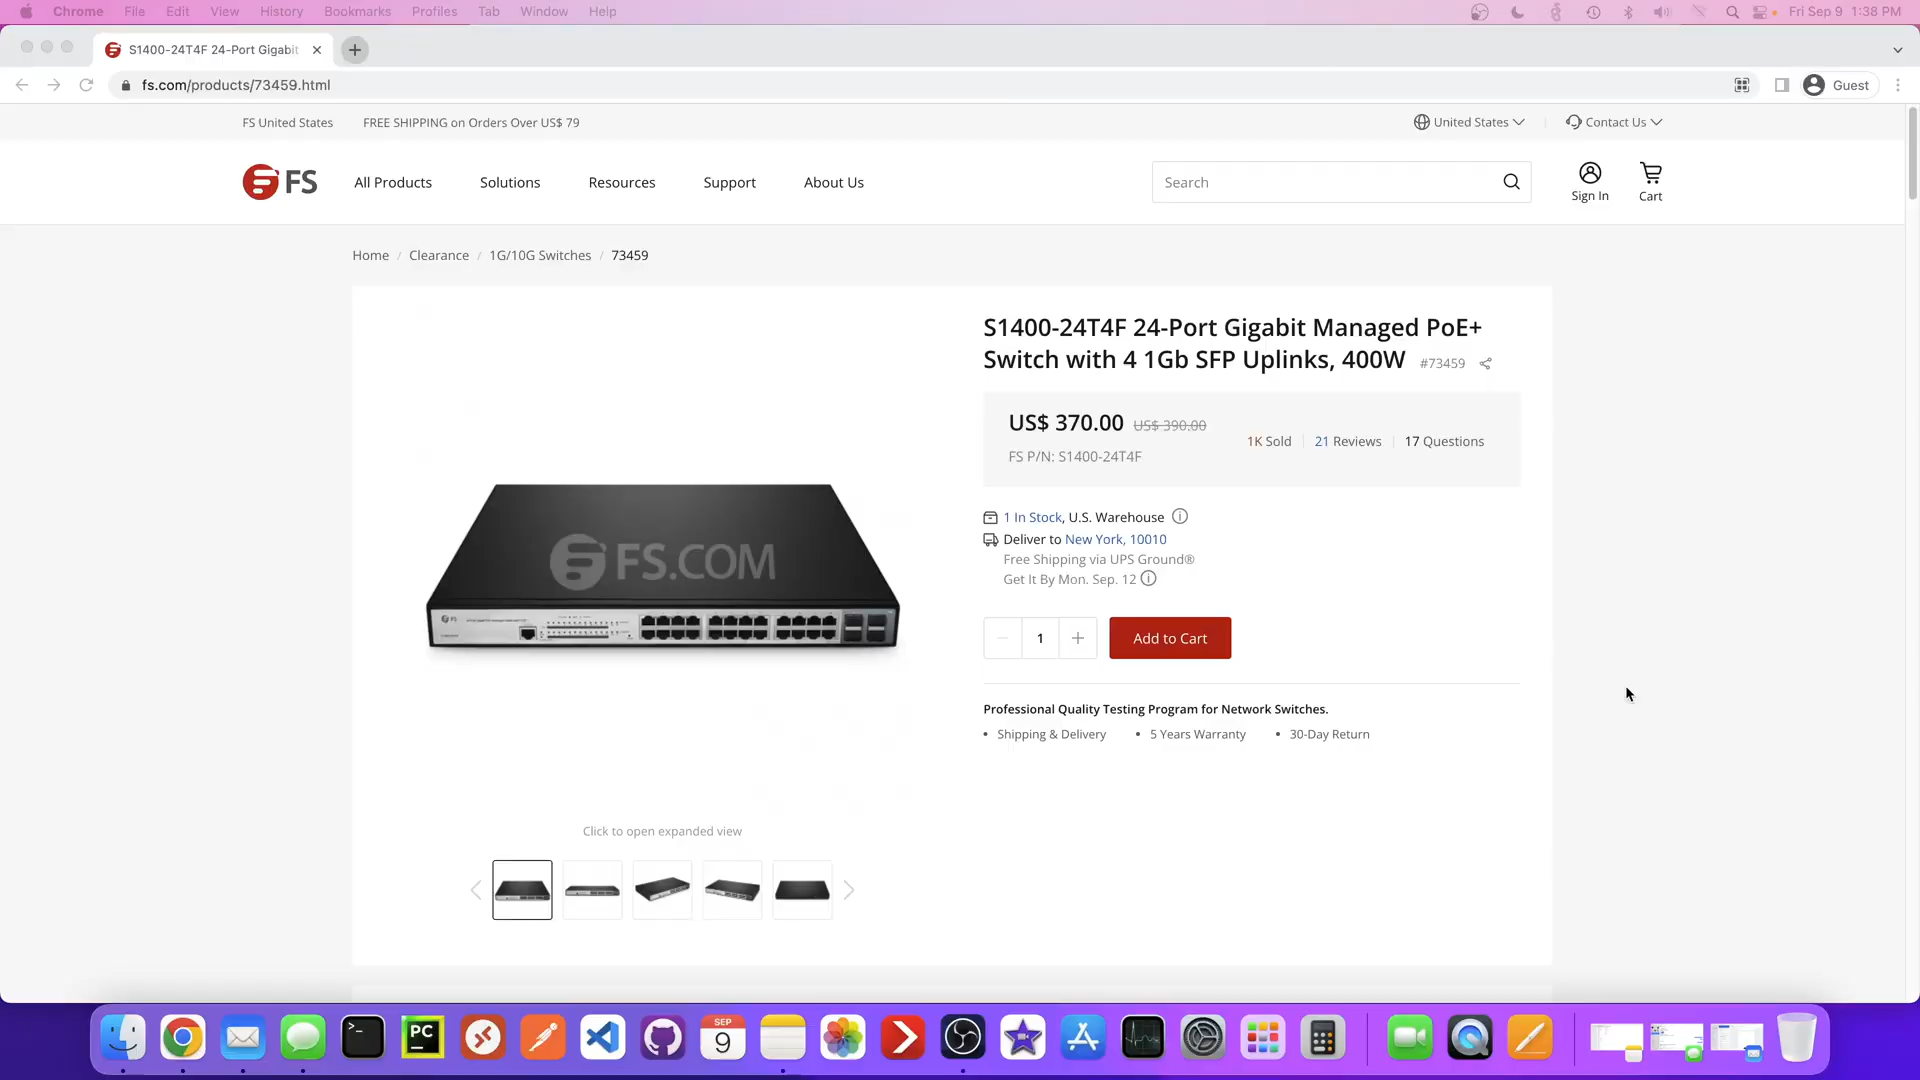 Chrome File Edit View History Bookmarks Profiles Tab Window Help
Fri Sep 9 1:38 PM
S1400-24T4F 24-Port Gigabit
fs.com/products/73459.html
Guest
FS United States FREE SHIPPING on Orders Over US$ 79
United States
Contact Us
FS
All Products Solutions Resources Support About Us
Search
Sign In
Cart
Home / Clearance / 1G/10G Switches / 73459
S1400-24T4F 24-Port Gigabit Managed PoE+
Switch with 4 1Gb SFP Uplinks, 400W #73459
US$ 370.00 US$ 390.00
1K Sold 21 Reviews 17 Questions
FS P/N: S1400-24T4F
1 In Stock, U.S. Warehouse
Deliver to New York, 10010
Free Shipping via UPS Ground®
Get It By Mon. Sep. 12
FS.COM
FS
1
Add to Cart
Professional Quality Testing Program for Network Switches.
• Shipping & Delivery • 5 Years Warranty • 30-Day Return
Click to open expanded view
PC
SEP
9